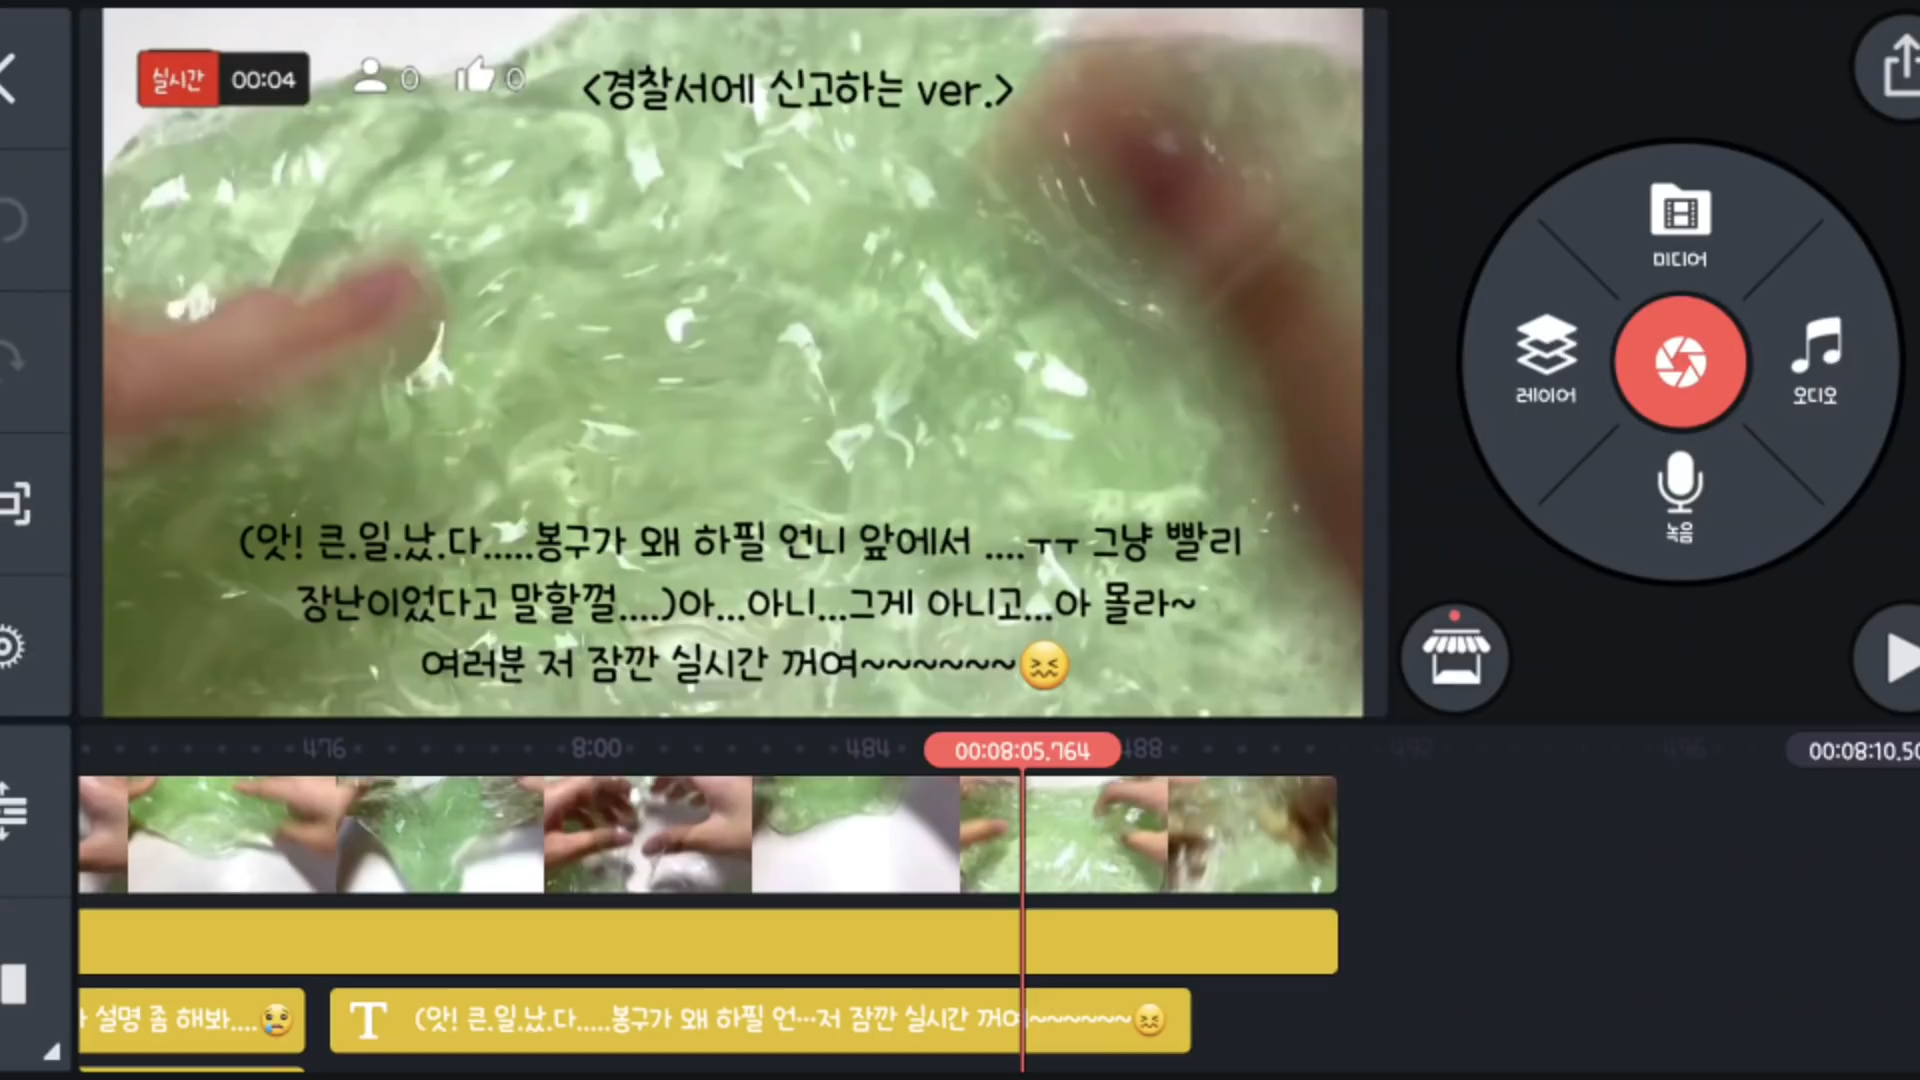 실시간 00:04 0 0
<경찰서에 신고하는 ver.>
(앗! 큰.일.났.다.....봉구가 왜 하필 언니 앞에서 ....ㅜㅜ 그냥 빨리
장난이었다고 말할껄....)아...아니...그게 아니고...아 몰라~
여러분 저 잠깐 실시간 꺼여~~~~~~😖
미디어
레이어
오디오
녹음
476 8:00 484 00:08:05.764 488 492 496 00:08:10.50
설명 좀 해봐....😢
T (앗! 큰.일.났.다.....봉구가 왜 하필 언...저 잠깐 실시간 꺼여~~~~~~😖